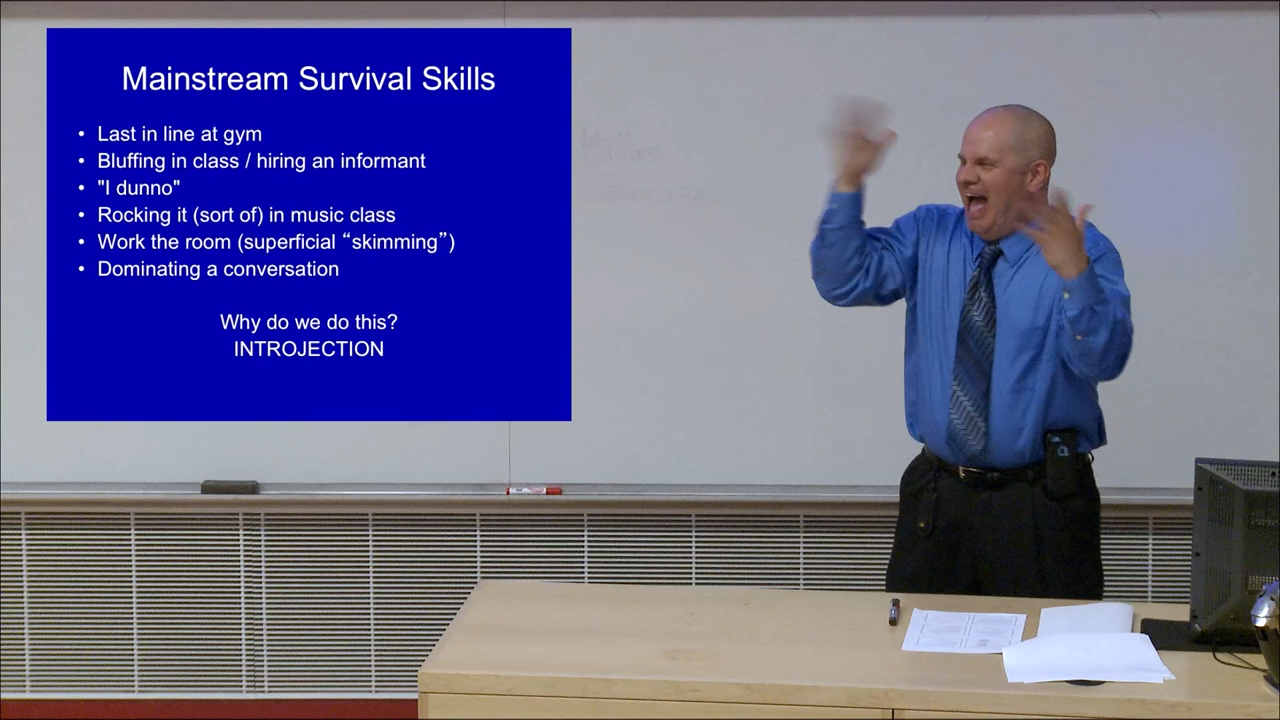 Mainstream Survival Skills
• Last in line at gym
• Bluffing in class / hiring an informant
• "I dunno"
• Rocking it (sort of) in music class
• Work the room (superficial “skimming”)
• Dominating a conversation
Why do we do this?
INTROJECTION